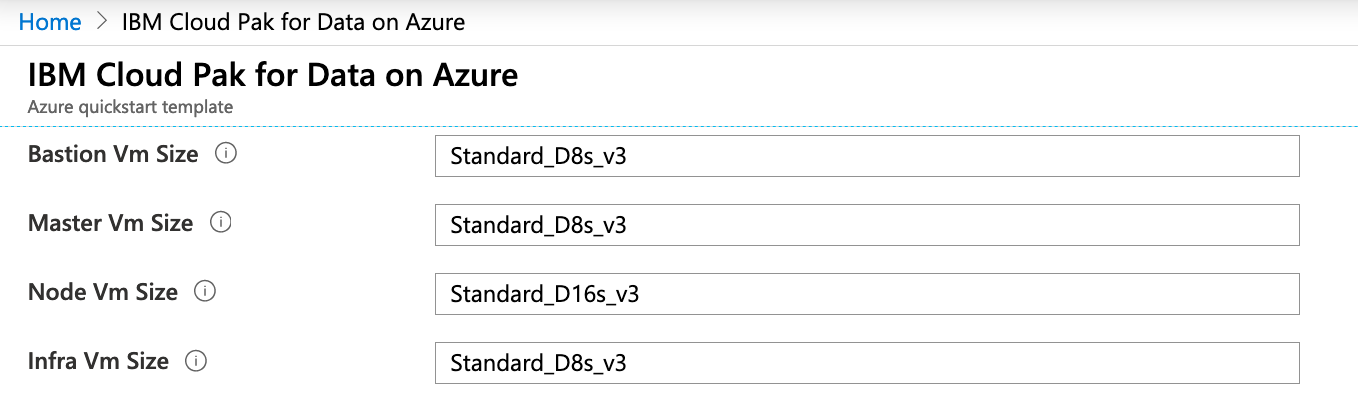 Home > IBM Cloud Pak for Data on Azure
IBM Cloud Pak for Data on Azure
Azure quickstart template
Bastion Vm Size Standard_D8s_v3
Master Vm Size Standard_D8s_v3
Node Vm Size Standard_D16s_v3
Infra Vm Size Standard_D8s_v3